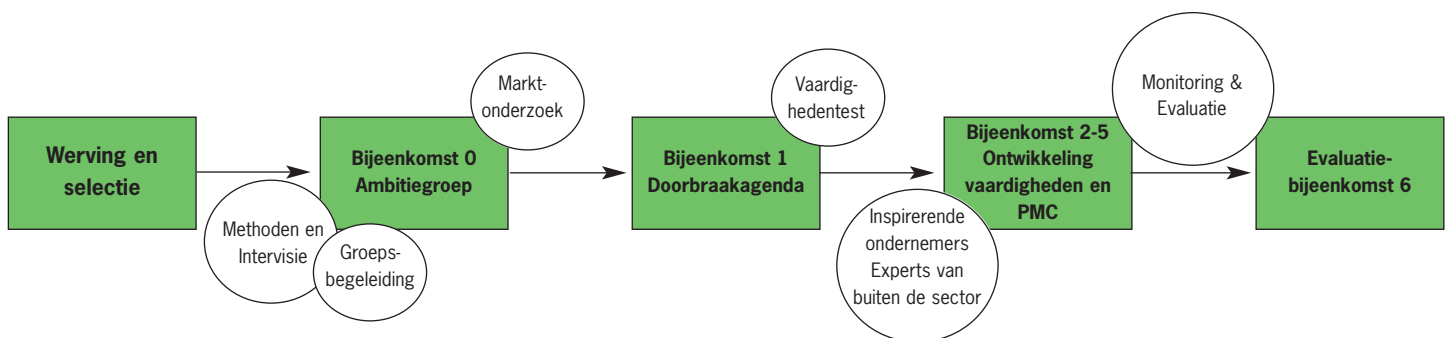 Werving en
selectie
Methoden en
Intervisie
Groeps-
begeleiding
Bijeenkomst 0
Ambitiegroep
Markt-
onderzoek
Bijeenkomst 1
Doorbraakagenda
Vaardig-
hedentest
Inspirerende
ondernemers
Experts van
buiten de sector
Bijeenkomst 2-5
Ontwikkeling
vaardigheden en
PMC
Monitoring &
Evaluatie
Evaluatie-
bijeenkomst 6